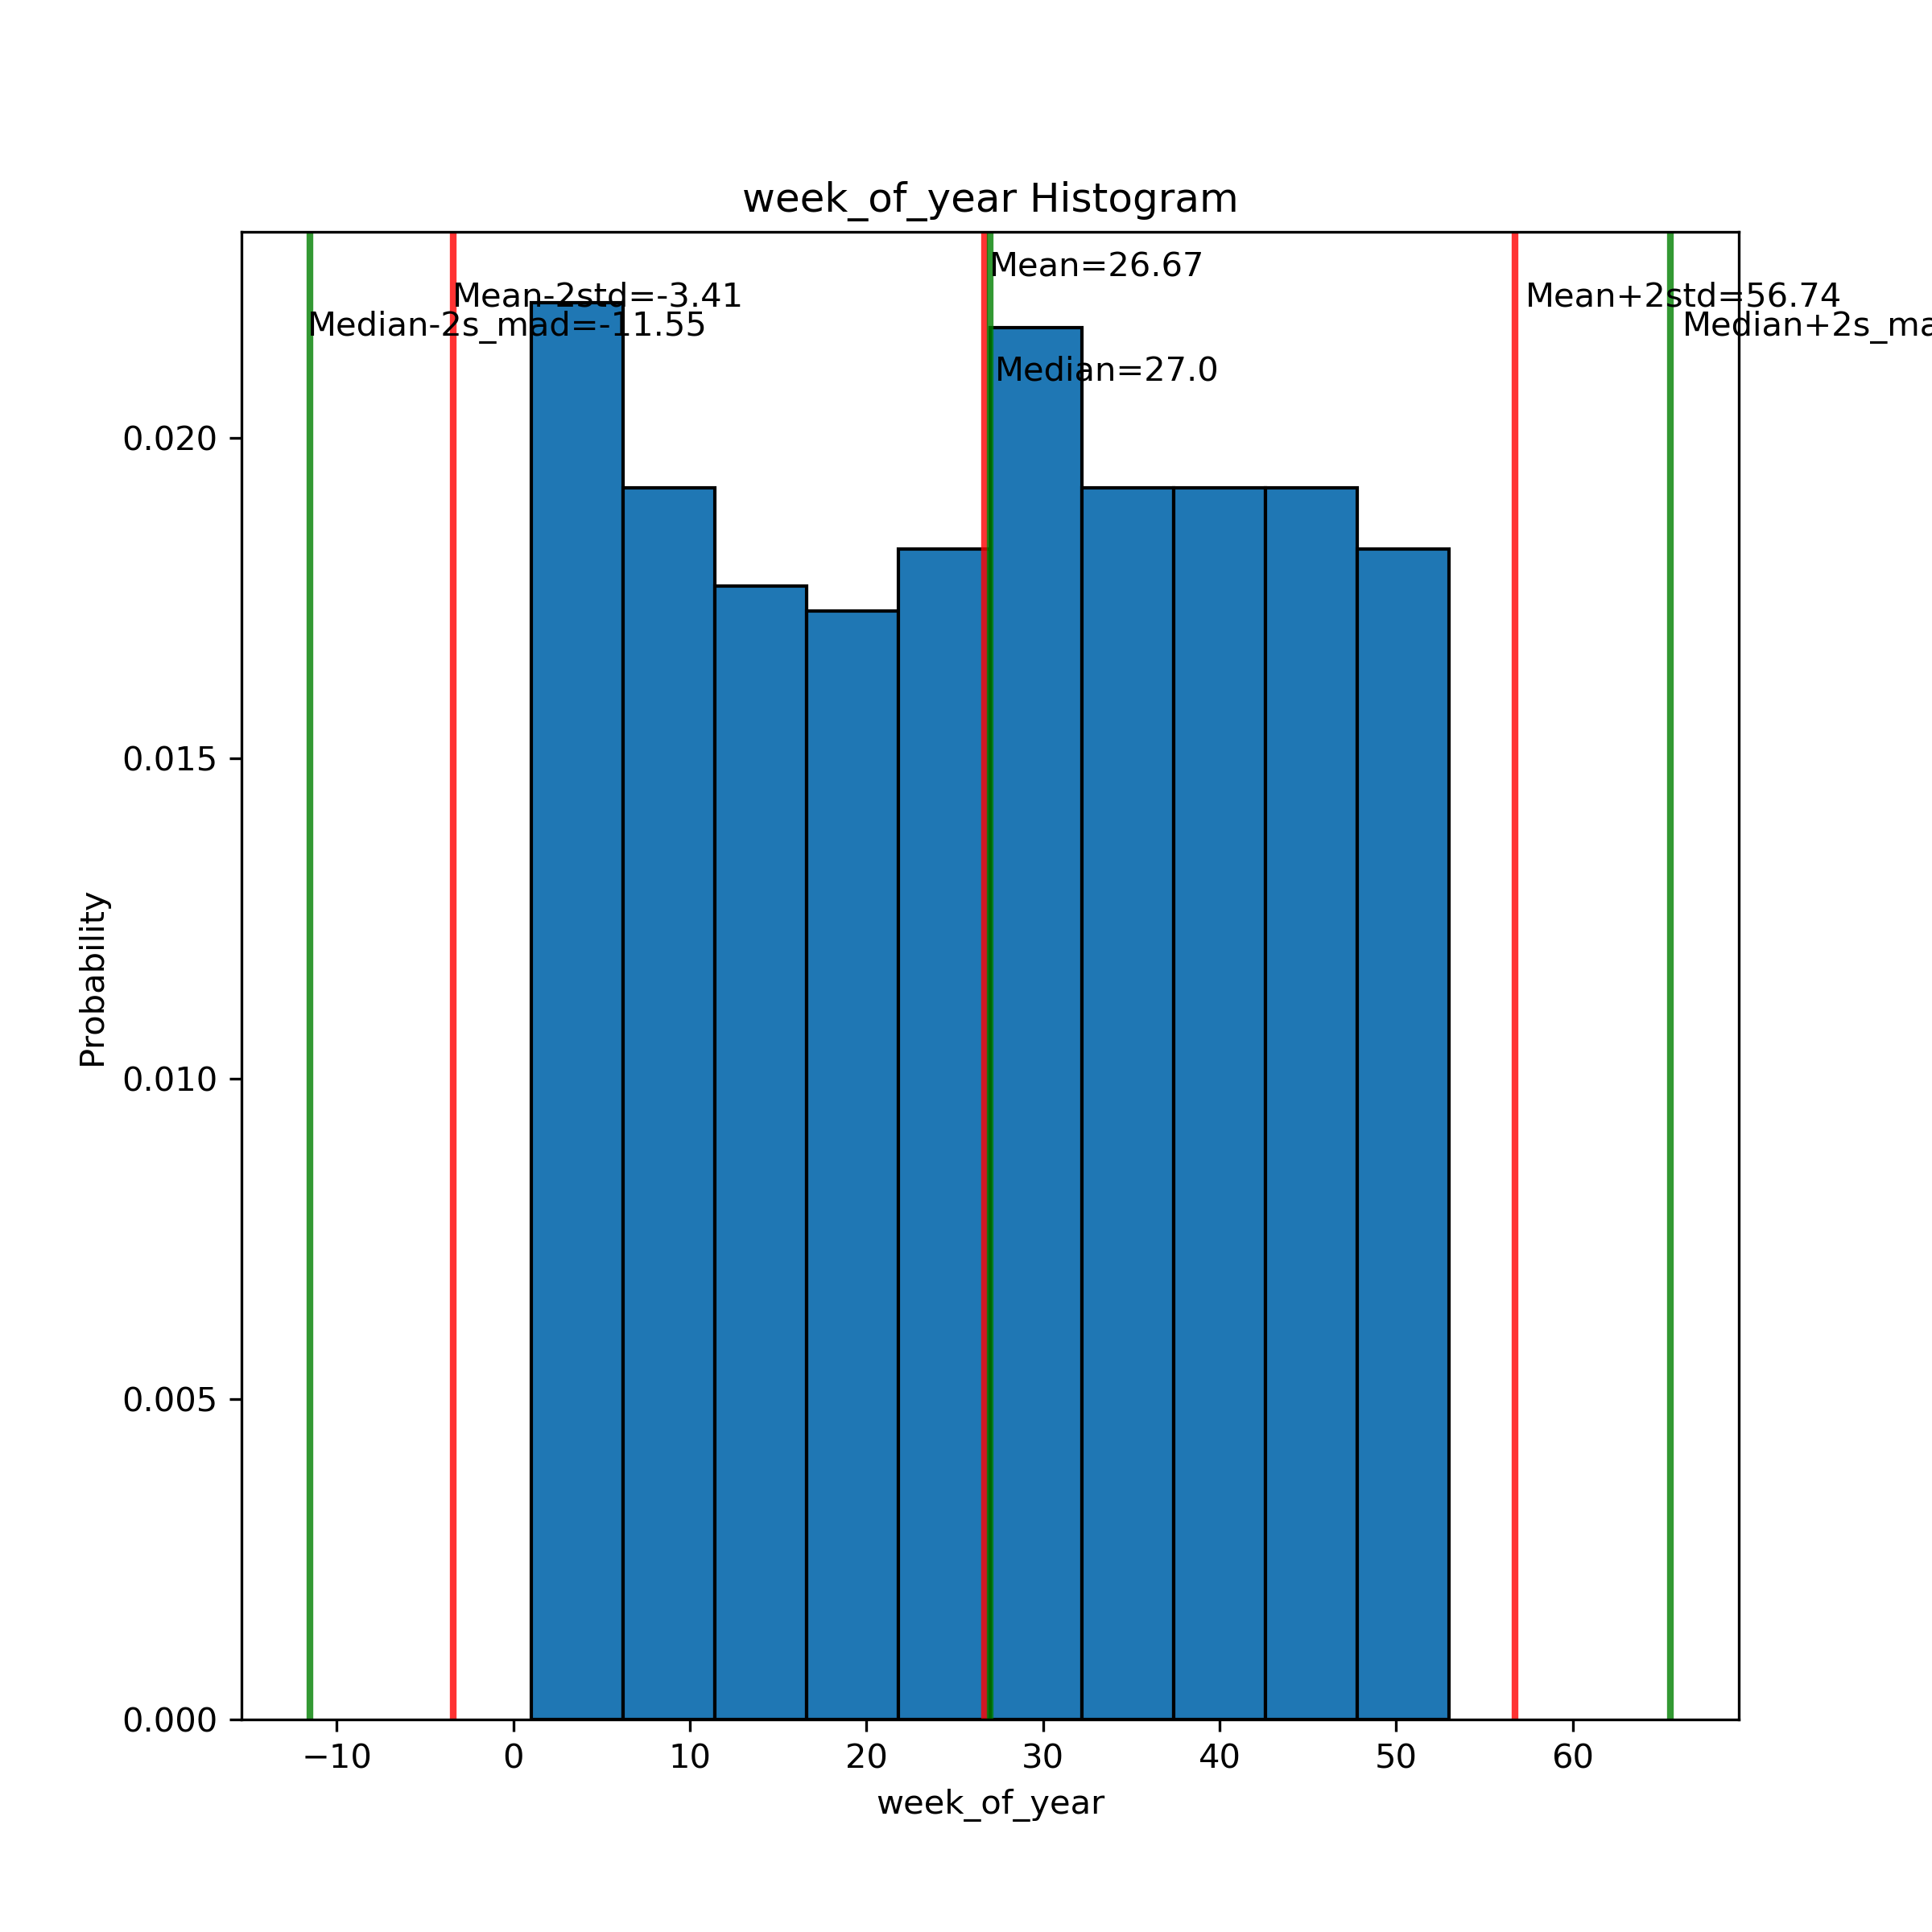 week_of_year Histogram
Mean=26.67
Mean-2std=-3.41
Mean+2std=56.74
Median-2s_mad=-11.55
Median+2s_ma
Median=27.0
0.020
0.015
0.010
0.005
0.000
Probability
−10 0 10 20 30 40 50 60
week_of_year